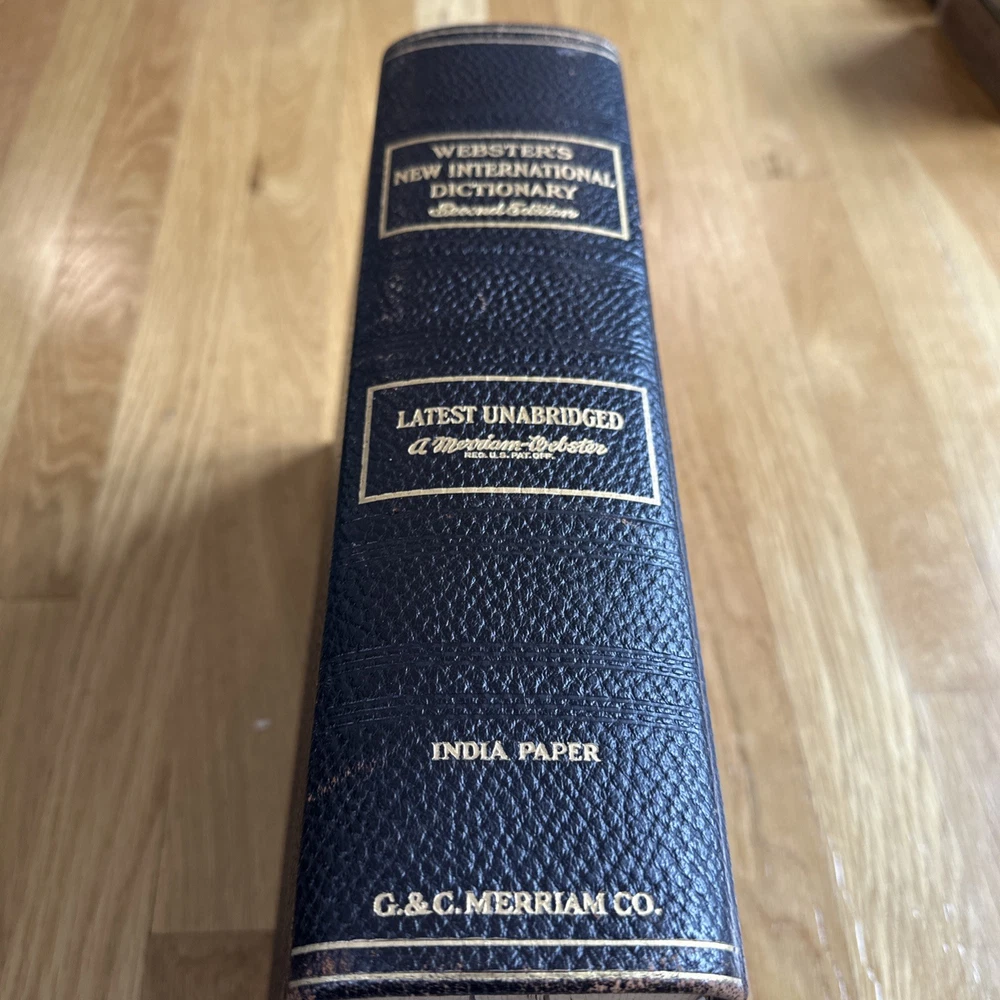 WEBSTER'S
NEW INTERNATIONAL
DICTIONARY
Second Edition
LATEST UNABRIDGED
A Merriam-Webster
REG. U.S. PAT. OFF.
INDIA PAPER
G. & C. MERRIAM CO.